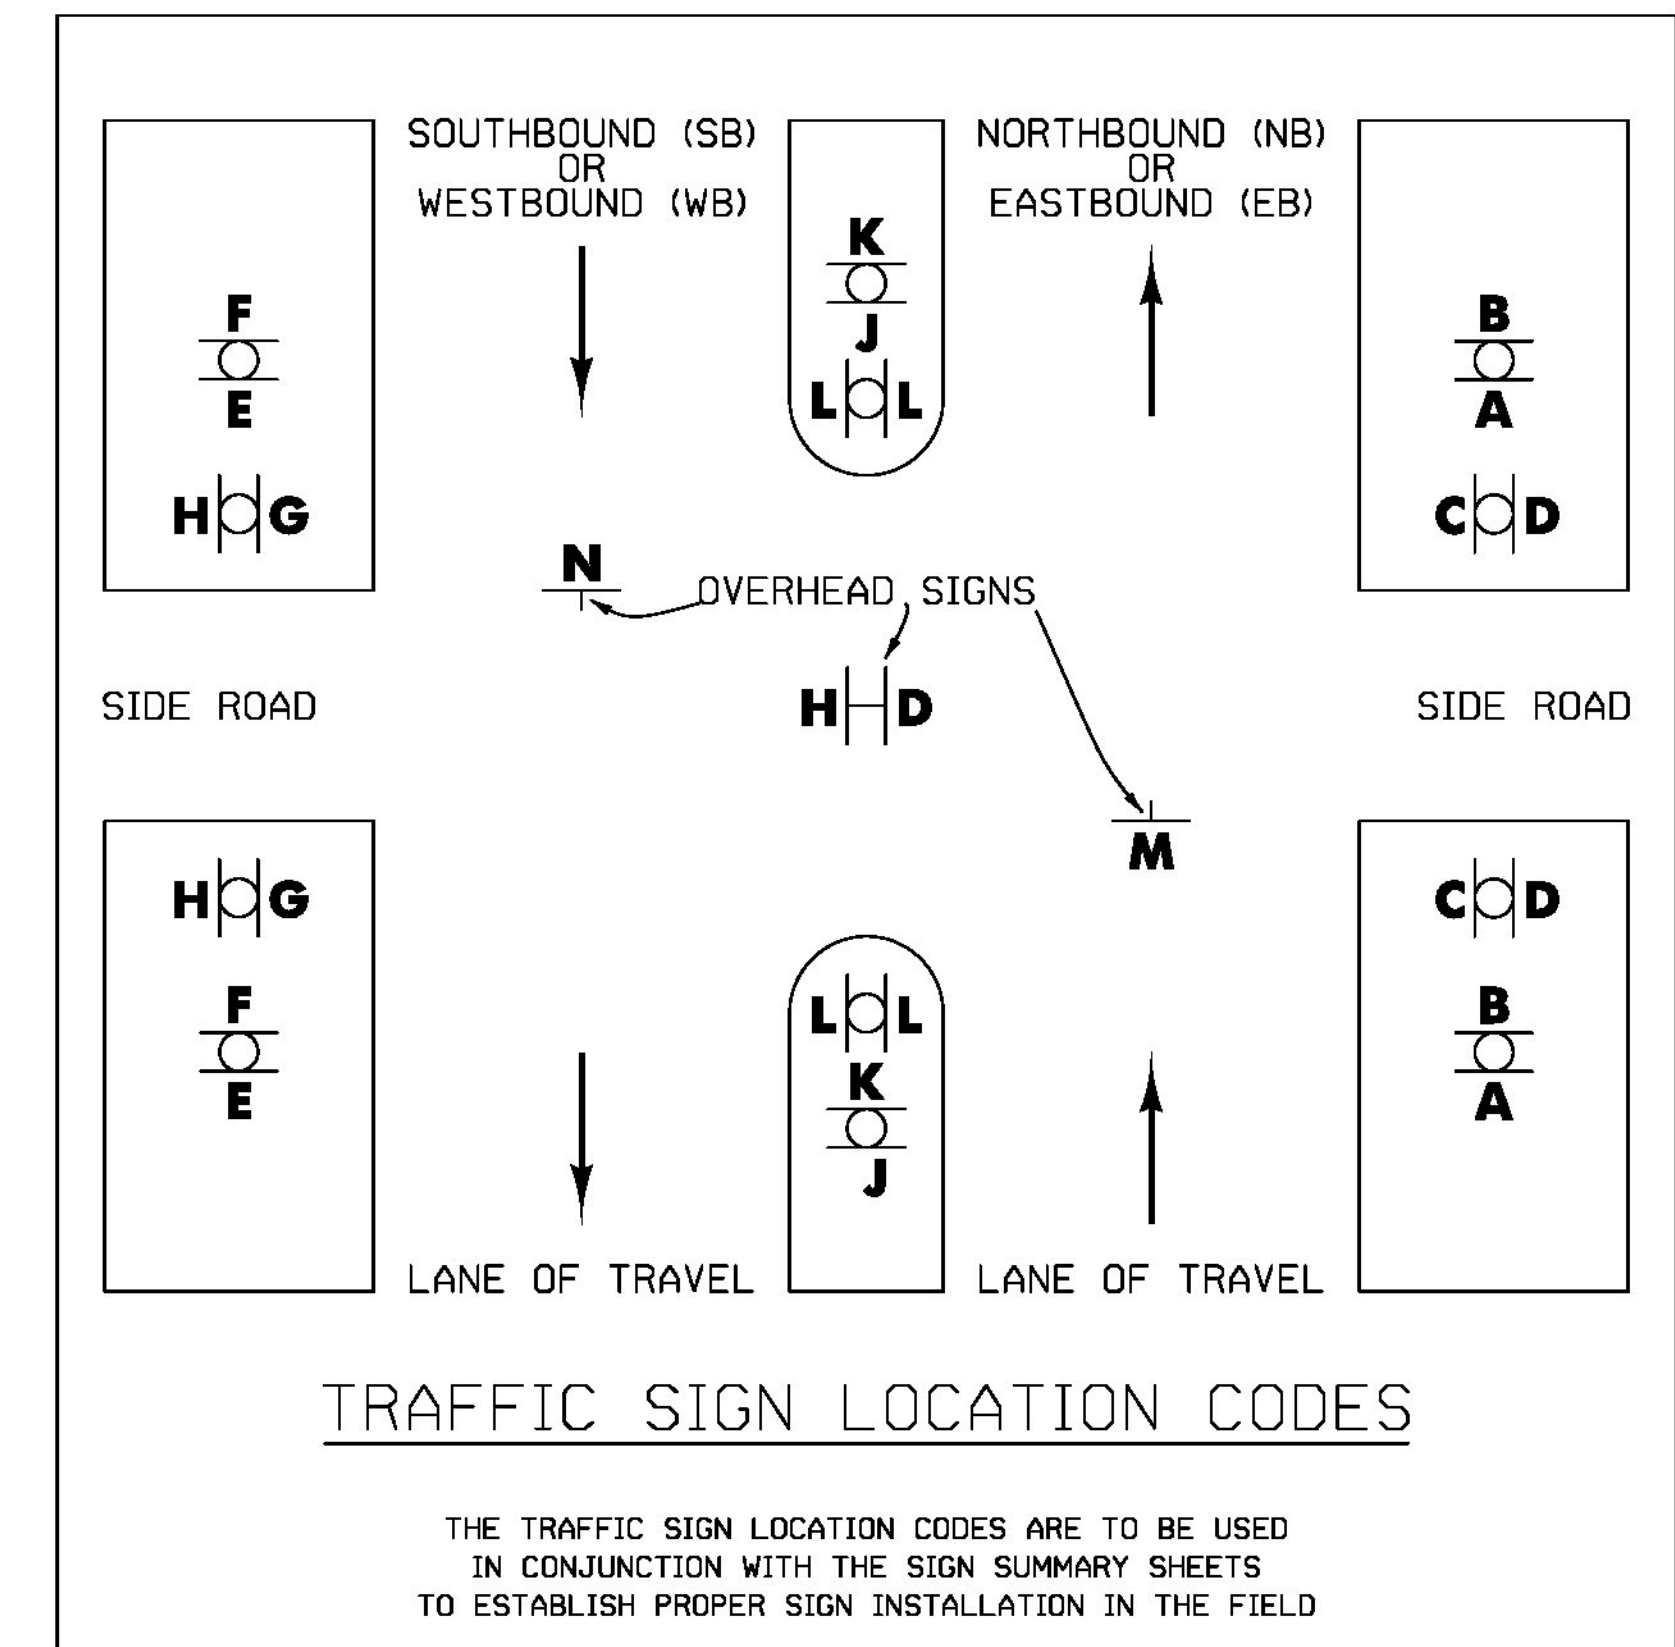 SOUTHBOUND (SB)
OR
WESTBOUND (WB)
NORTHBOUND (NB)
OR
EASTBOUND (EB)
K
J
L L
F
E
H G
B
A
C D
N
OVERHEAD SIGNS
SIDE ROAD
H D
SIDE ROAD
M
H G
F
E
L L
K
J
C D
B
A
LANE OF TRAVEL
LANE OF TRAVEL
TRAFFIC SIGN LOCATION CODES
THE TRAFFIC SIGN LOCATION CODES ARE TO BE USED
IN CONJUNCTION WITH THE SIGN SUMMARY SHEETS
TO ESTABLISH PROPER SIGN INSTALLATION IN THE FIELD